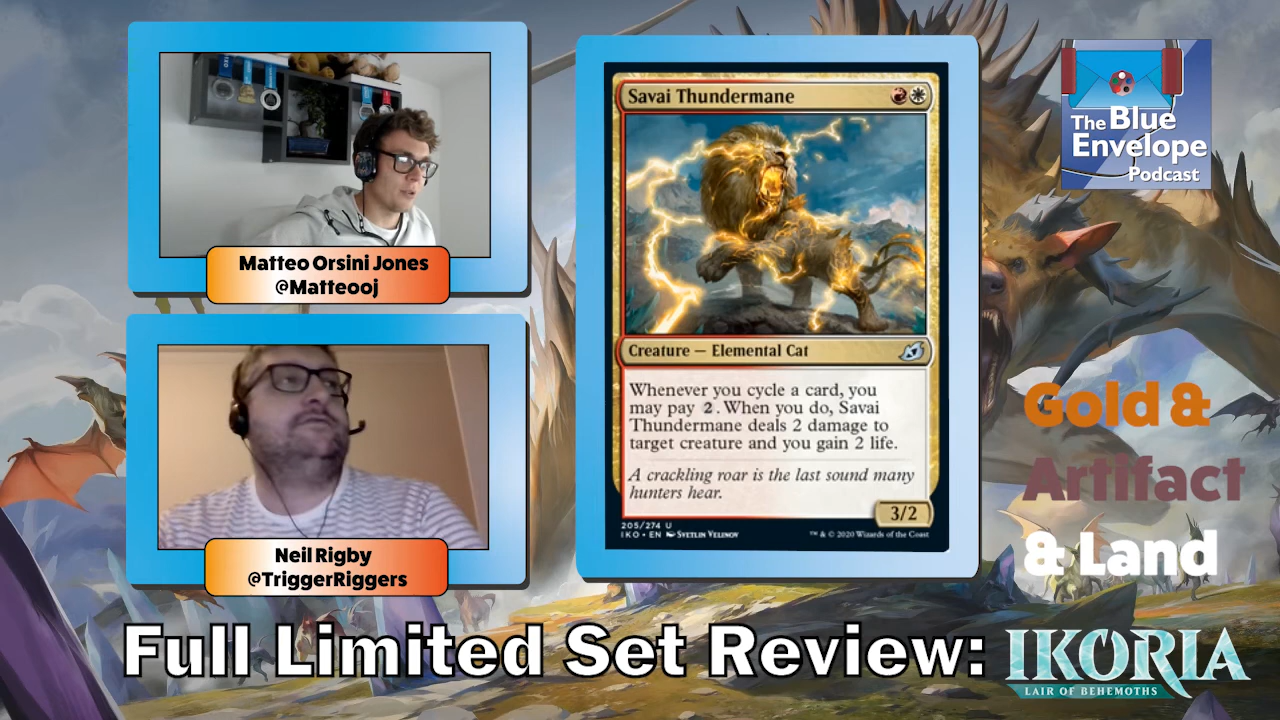 Matteo Orsini Jones
@Matteooj
Neil Rigby
@TriggerRiggers
Savai Thundermane
Creature — Elemental Cat
Whenever you cycle a card, you
may pay 2. When you do, Savai
Thundermane deals 2 damage to
target creature and you gain 2 life.
A crackling roar is the last sound many
hunters hear.
3/2
205/274 U
IKO • EN Svetlin Velinov
™ & © 2020 Wizards of the Coast
The Blue
Envelope
Podcast
Gold &
Artifact
& Land
Full Limited Set Review: IKORIA
LAIR OF BEHEMOTHS